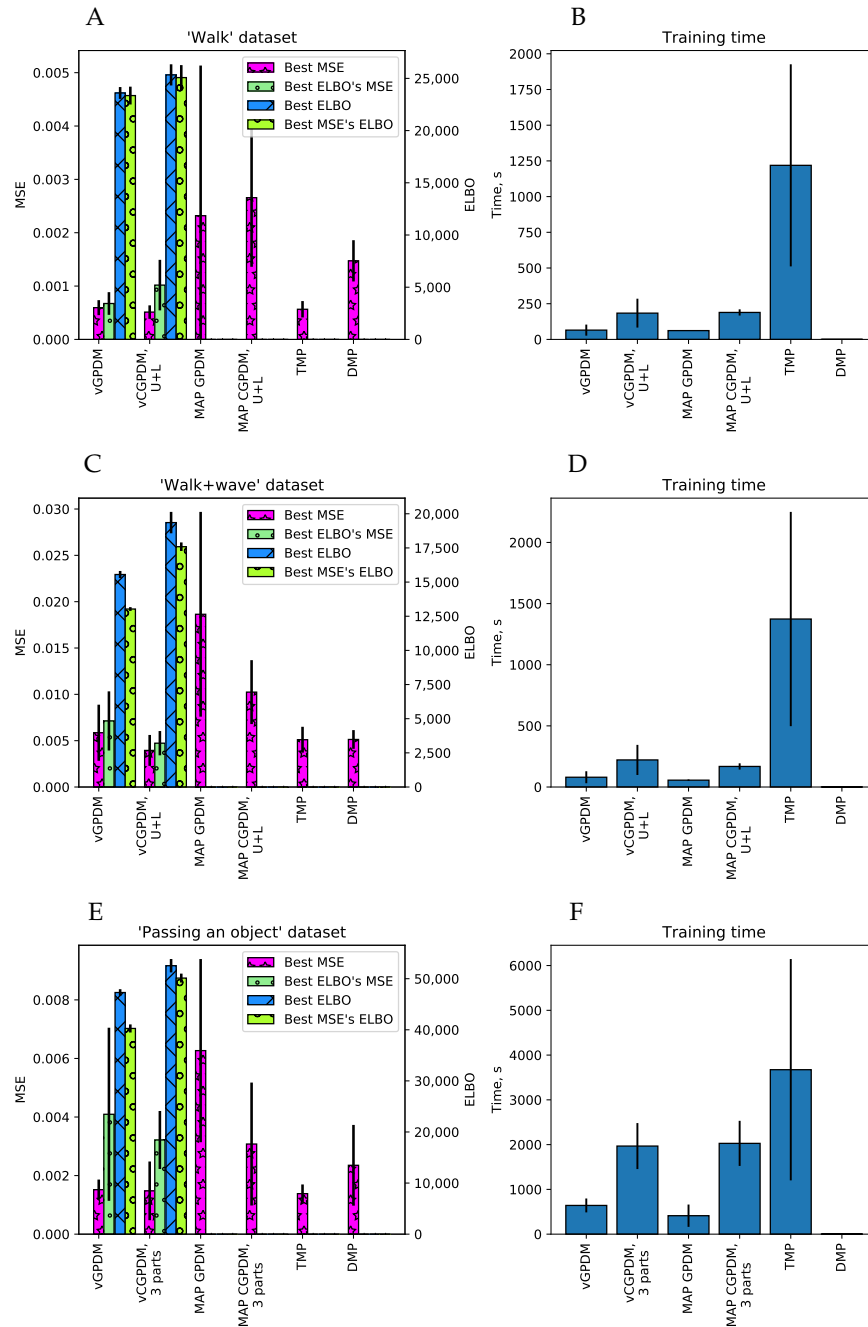 A
'Walk' dataset
0.005
0.004
0.003
0.002
0.001
0.000
MSE
25,000
20,000
15,000
10,000
5,000
0
ELBO
Best MSE
Best ELBO's MSE
Best ELBO
Best MSE's ELBO
vGPDM
vCGPDM,
U+L
MAP GPDM
MAP CGPDM,
U+L
TMP
DMP
B
Training time
2000
1750
1500
1250
1000
750
500
250
0
Time, s
vGPDM
vCGPDM,
U+L
MAP GPDM
MAP CGPDM,
U+L
TMP
DMP
C
'Walk+wave' dataset
0.030
0.025
0.020
0.015
0.010
0.005
0.000
MSE
20,000
17,500
15,000
12,500
10,000
7,500
5,000
2,500
0
ELBO
Best MSE
Best ELBO's MSE
Best ELBO
Best MSE's ELBO
vGPDM
vCGPDM,
U+L
MAP GPDM
MAP CGPDM,
U+L
TMP
DMP
D
Training time
2000
1500
1000
500
0
Time, s
vGPDM
vCGPDM,
U+L
MAP GPDM
MAP CGPDM,
U+L
TMP
DMP
E
'Passing an object' dataset
0.008
0.006
0.004
0.002
0.000
MSE
50,000
40,000
30,000
20,000
10,000
0
ELBO
Best MSE
Best ELBO's MSE
Best ELBO
Best MSE's ELBO
vGPDM
vCGPDM,
3 parts
MAP GPDM
MAP CGPDM,
3 parts
TMP
DMP
F
Training time
6000
5000
4000
3000
2000
1000
0
Time, s
vGPDM
vCGPDM,
3 parts
MAP GPDM
MAP CGPDM,
3 parts
TMP
DMP